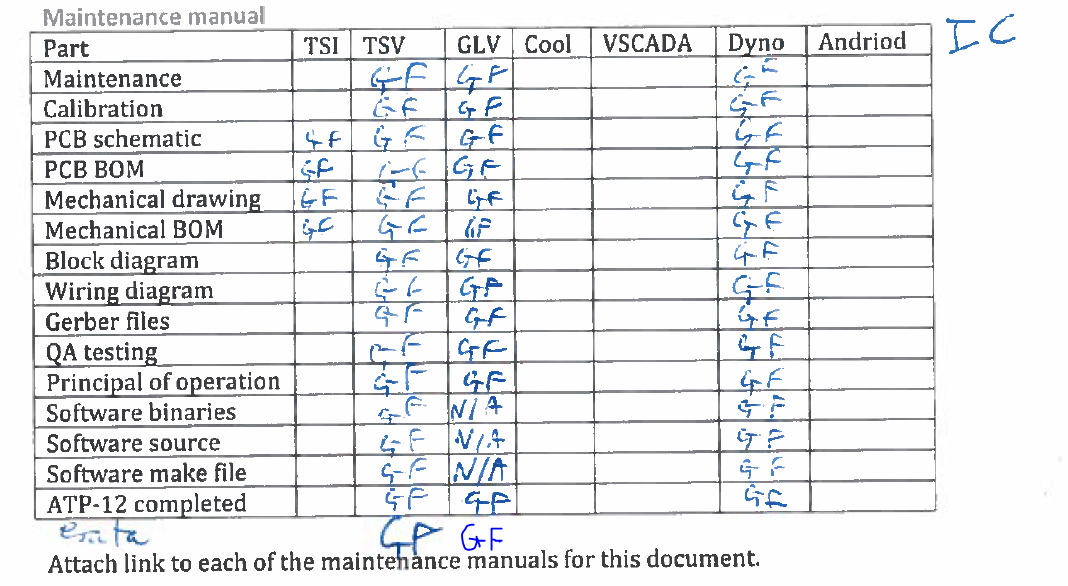 Maintenance manual
Part TSI TSV GLV Cool VSCADA Dyno Andriod IC
Maintenance GF GF GF
Calibration GF GF GF
PCB schematic GF GF GF GF
PCB BOM GF GF GF GF
Mechanical drawing GF GF GF GF
Mechanical BOM GF GF GF GF
Block diagram GF GF GF
Wiring diagram GF GF GF
Gerber files GF GF GF
QA testing GF GF GF
Principal of operation GF GF GF
Software binaries GF N/A GF
Software source GF N/A GF
Software make file GF N/A GF
ATP-12 completed GF GF GF
errata GF GF
Attach link to each of the maintenance manuals for this document.